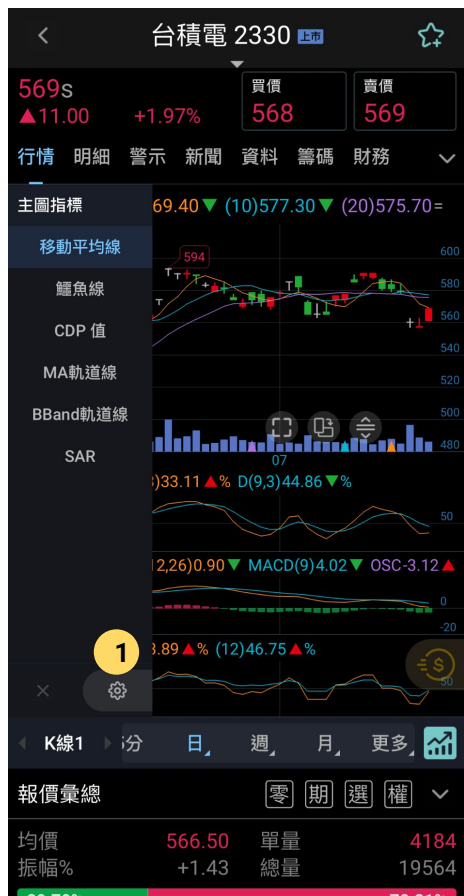 台積電 2330 上市
569s
▲11.00 +1.97%
買價
568
賣價
569
行情 明細 警示 新聞 資料 籌碼 財務
主圖指標
移動平均線
鱷魚線
CDP 值
MA軌道線
BBand軌道線
SAR
69.40▼ (10)577.30▼ (20)575.70=
594
600
580
560
540
520
500
480
07
)33.11▲% D(9,3)44.86▼%
50
2,26)0.90▼ MACD(9)4.02▼ OSC-3.12▲
0
-20
3.89▲% (12)46.75▲%
50
1
K線1 分 日 週 月 更多
報價彙總 零 期 選 權
均價 566.50 單量 4184
振幅% +1.43 總量 19564